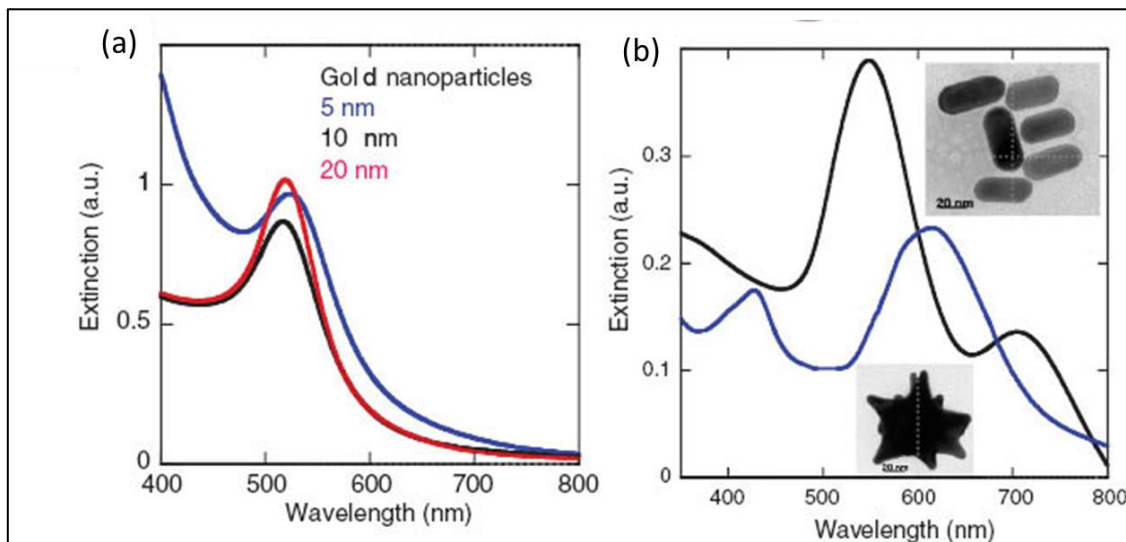 (a)
Gold nanoparticles
5 nm
10 nm
20 nm
Extinction (a.u.)
1
0.5
0
400 500 600 700 800
Wavelength (nm)
(b)
20 nm
20 nm
Extinction (a.u.)
0.3
0.2
0.1
0
400 500 600 700 800
Wavelength (nm)